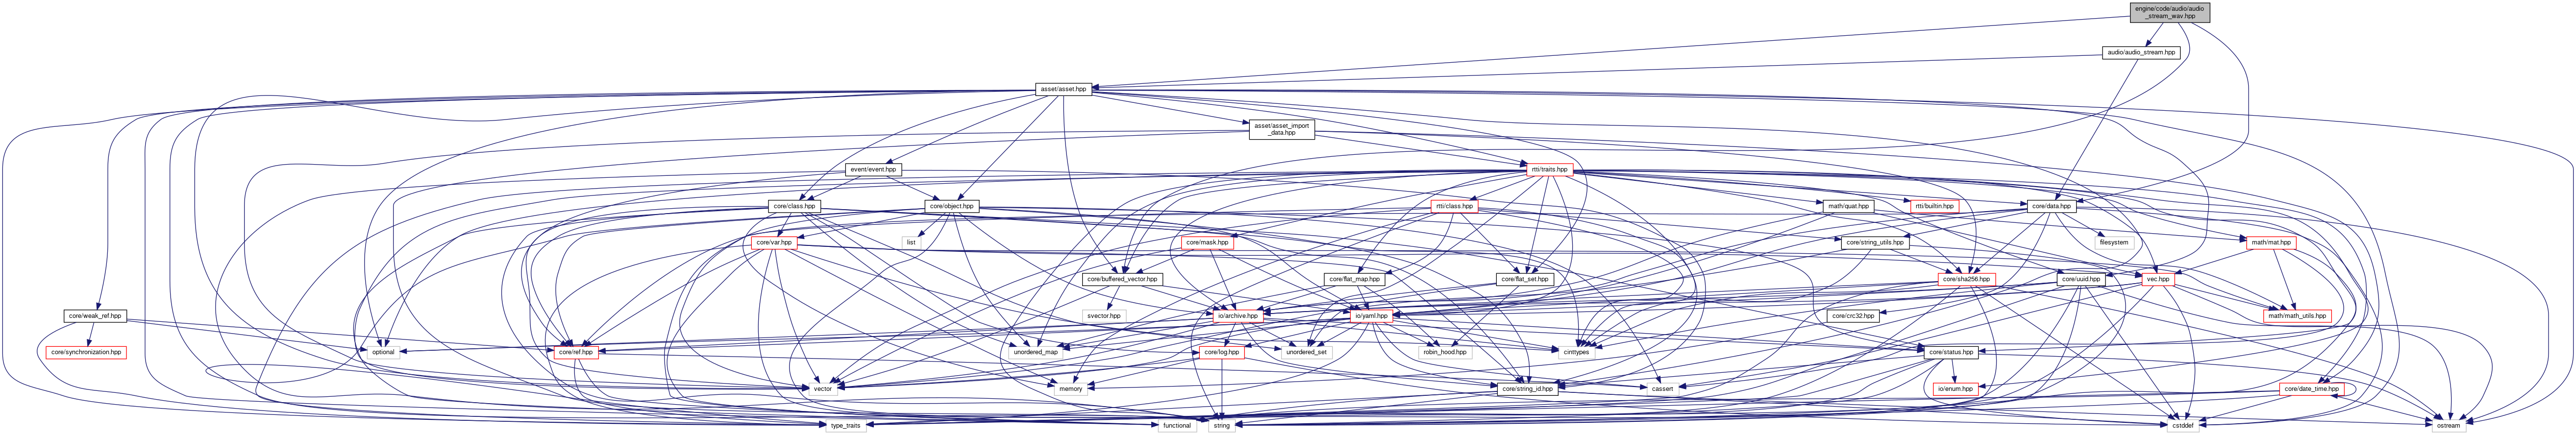 engine/code/audio/audio
_stream_wav.hpp
audio/audio_stream.hpp
asset/asset.hpp
asset/asset_import
_data.hpp
event/event.hpp
rtti/traits.hpp
core/class.hpp
core/object.hpp
rtti/class.hpp
math/quat.hpp
rtti/builtin.hpp
core/data.hpp
core/var.hpp
list
core/mask.hpp
core/string_utils.hpp
filesystem
math/mat.hpp
core/buffered_vector.hpp
core/flat_map.hpp
core/flat_set.hpp
core/sha256.hpp
core/uuid.hpp
vec.hpp
core/weak_ref.hpp
svector.hpp
io/archive.hpp
io/yaml.hpp
core/crc32.hpp
math/math_utils.hpp
core/synchronization.hpp
optional
core/ref.hpp
unordered_map
core/log.hpp
unordered_set
robin_hood.hpp
cinttypes
core/status.hpp
vector
memory
core/string_id.hpp
cassert
io/enum.hpp
core/date_time.hpp
type_traits
functional
string
cstddef
ostream